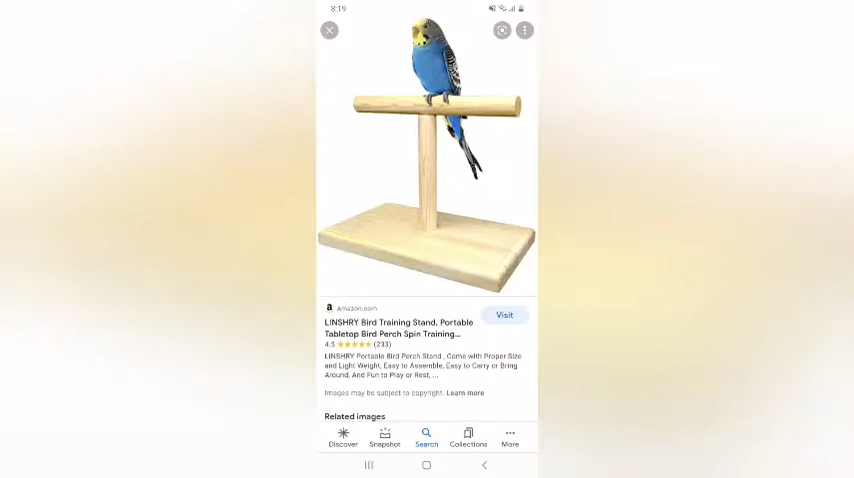 8:19
Amazon.com
Visit
LINSHRY Bird Training Stand, Portable
Tabletop Bird Perch Spin Training...
4.5 (233)
LINSHRY Portable Bird Perch Stand , Come with Proper Size
and Light Weight, Easy to Assemble, Easy to Carry or Bring
Around, And Fun to Play or Rest, ...
Images may be subject to copyright. Learn more
Related images
Discover Snapshot Search Collections More